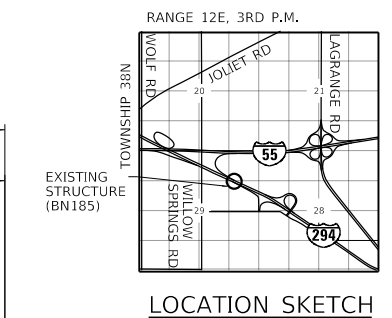 RANGE 12E, 3RD P.M.
TOWNSHIP 38N
WOLF RD
JOLIET RD
LAGRANGE RD
20
21
55
EXISTING
STRUCTURE
(BN185)
WILLOW
SPRINGS RD
29
28
294
LOCATION SKETCH